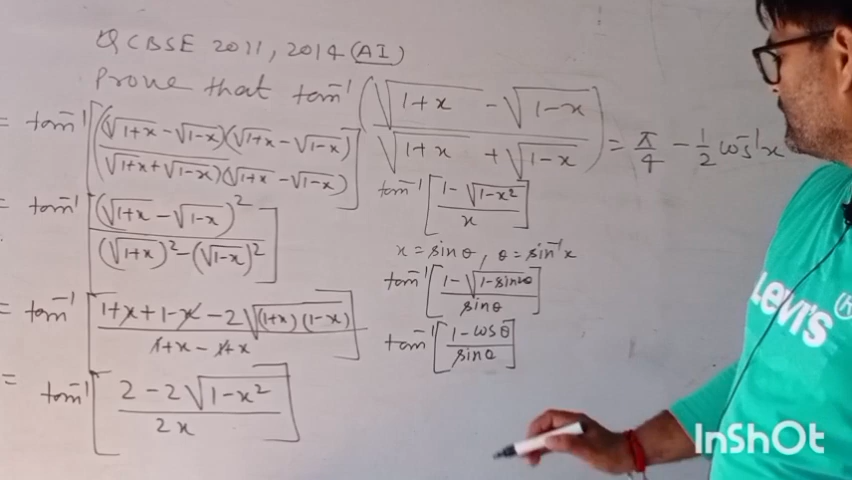 Q CBSE 2011, 2014 (AI)
Prove that tan⁻¹ ( (√(1+x) - √(1-x)) / (√(1+x) + √(1-x)) ) = π/4 - 1/2 cos⁻¹x
= tan⁻¹ [ (√(1+x) - √(1-x))(√(1+x) - √(1-x)) / (√(1+x) + √(1-x))(√(1+x) - √(1-x)) ]
= tan⁻¹ [ (√(1+x) - √(1-x))² / ((√(1+x))² - (√(1-x))²) ]
= tan⁻¹ [ (1+x+1-x - 2√((1+x)(1-x))) / (1+x-1+x) ]
= tan⁻¹ [ (2 - 2√(1-x²)) / 2x ]
tan⁻¹ [ (1 - √(1-x²)) / x ]
x = sinθ, θ = sin⁻¹x
tan⁻¹ [ (1 - √(1-sin²θ)) / sinθ ]
tan⁻¹ [ (1 - cosθ) / sinθ ]
LEVI'S ®
InShOt